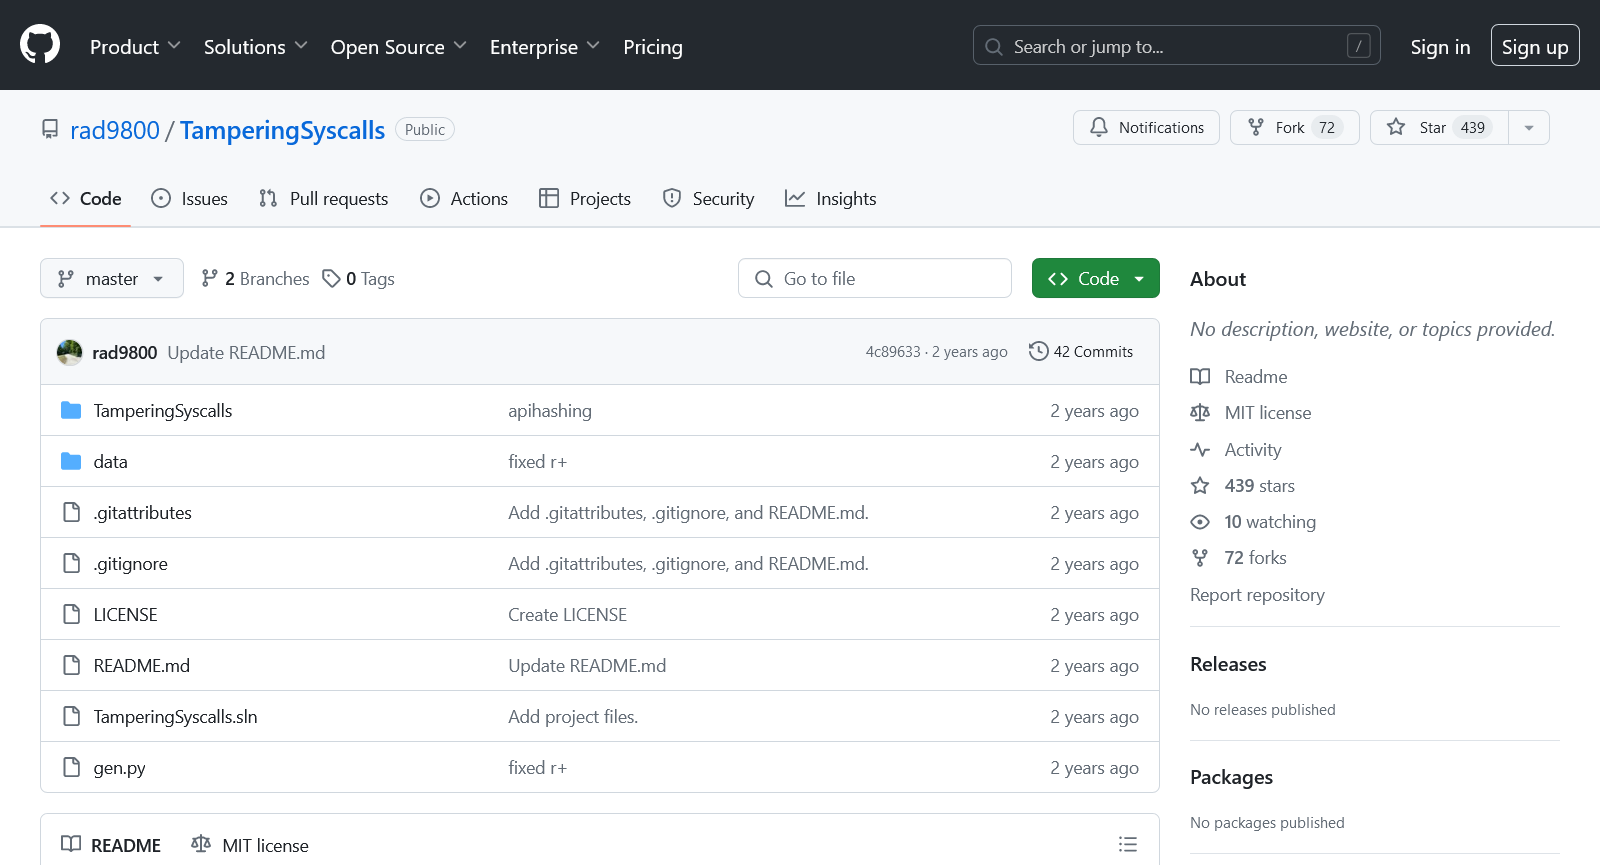 Product Solutions Open Source Enterprise Pricing Search or jump to... / Sign in Sign up
rad9800 / TamperingSyscalls Public Notifications Fork 72 Star 439
Code Issues Pull requests Actions Projects Security Insights
master 2 Branches 0 Tags Go to file Code
rad9800 Update README.md 4c89633 · 2 years ago 42 Commits
TamperingSyscalls apihashing 2 years ago
data fixed r+ 2 years ago
.gitattributes Add .gitattributes, .gitignore, and README.md. 2 years ago
.gitignore Add .gitattributes, .gitignore, and README.md. 2 years ago
LICENSE Create LICENSE 2 years ago
README.md Update README.md 2 years ago
TamperingSyscalls.sln Add project files. 2 years ago
gen.py fixed r+ 2 years ago
README MIT license
About
No description, website, or topics provided.
Readme
MIT license
Activity
439 stars
10 watching
72 forks
Report repository
Releases
No releases published
Packages
No packages published